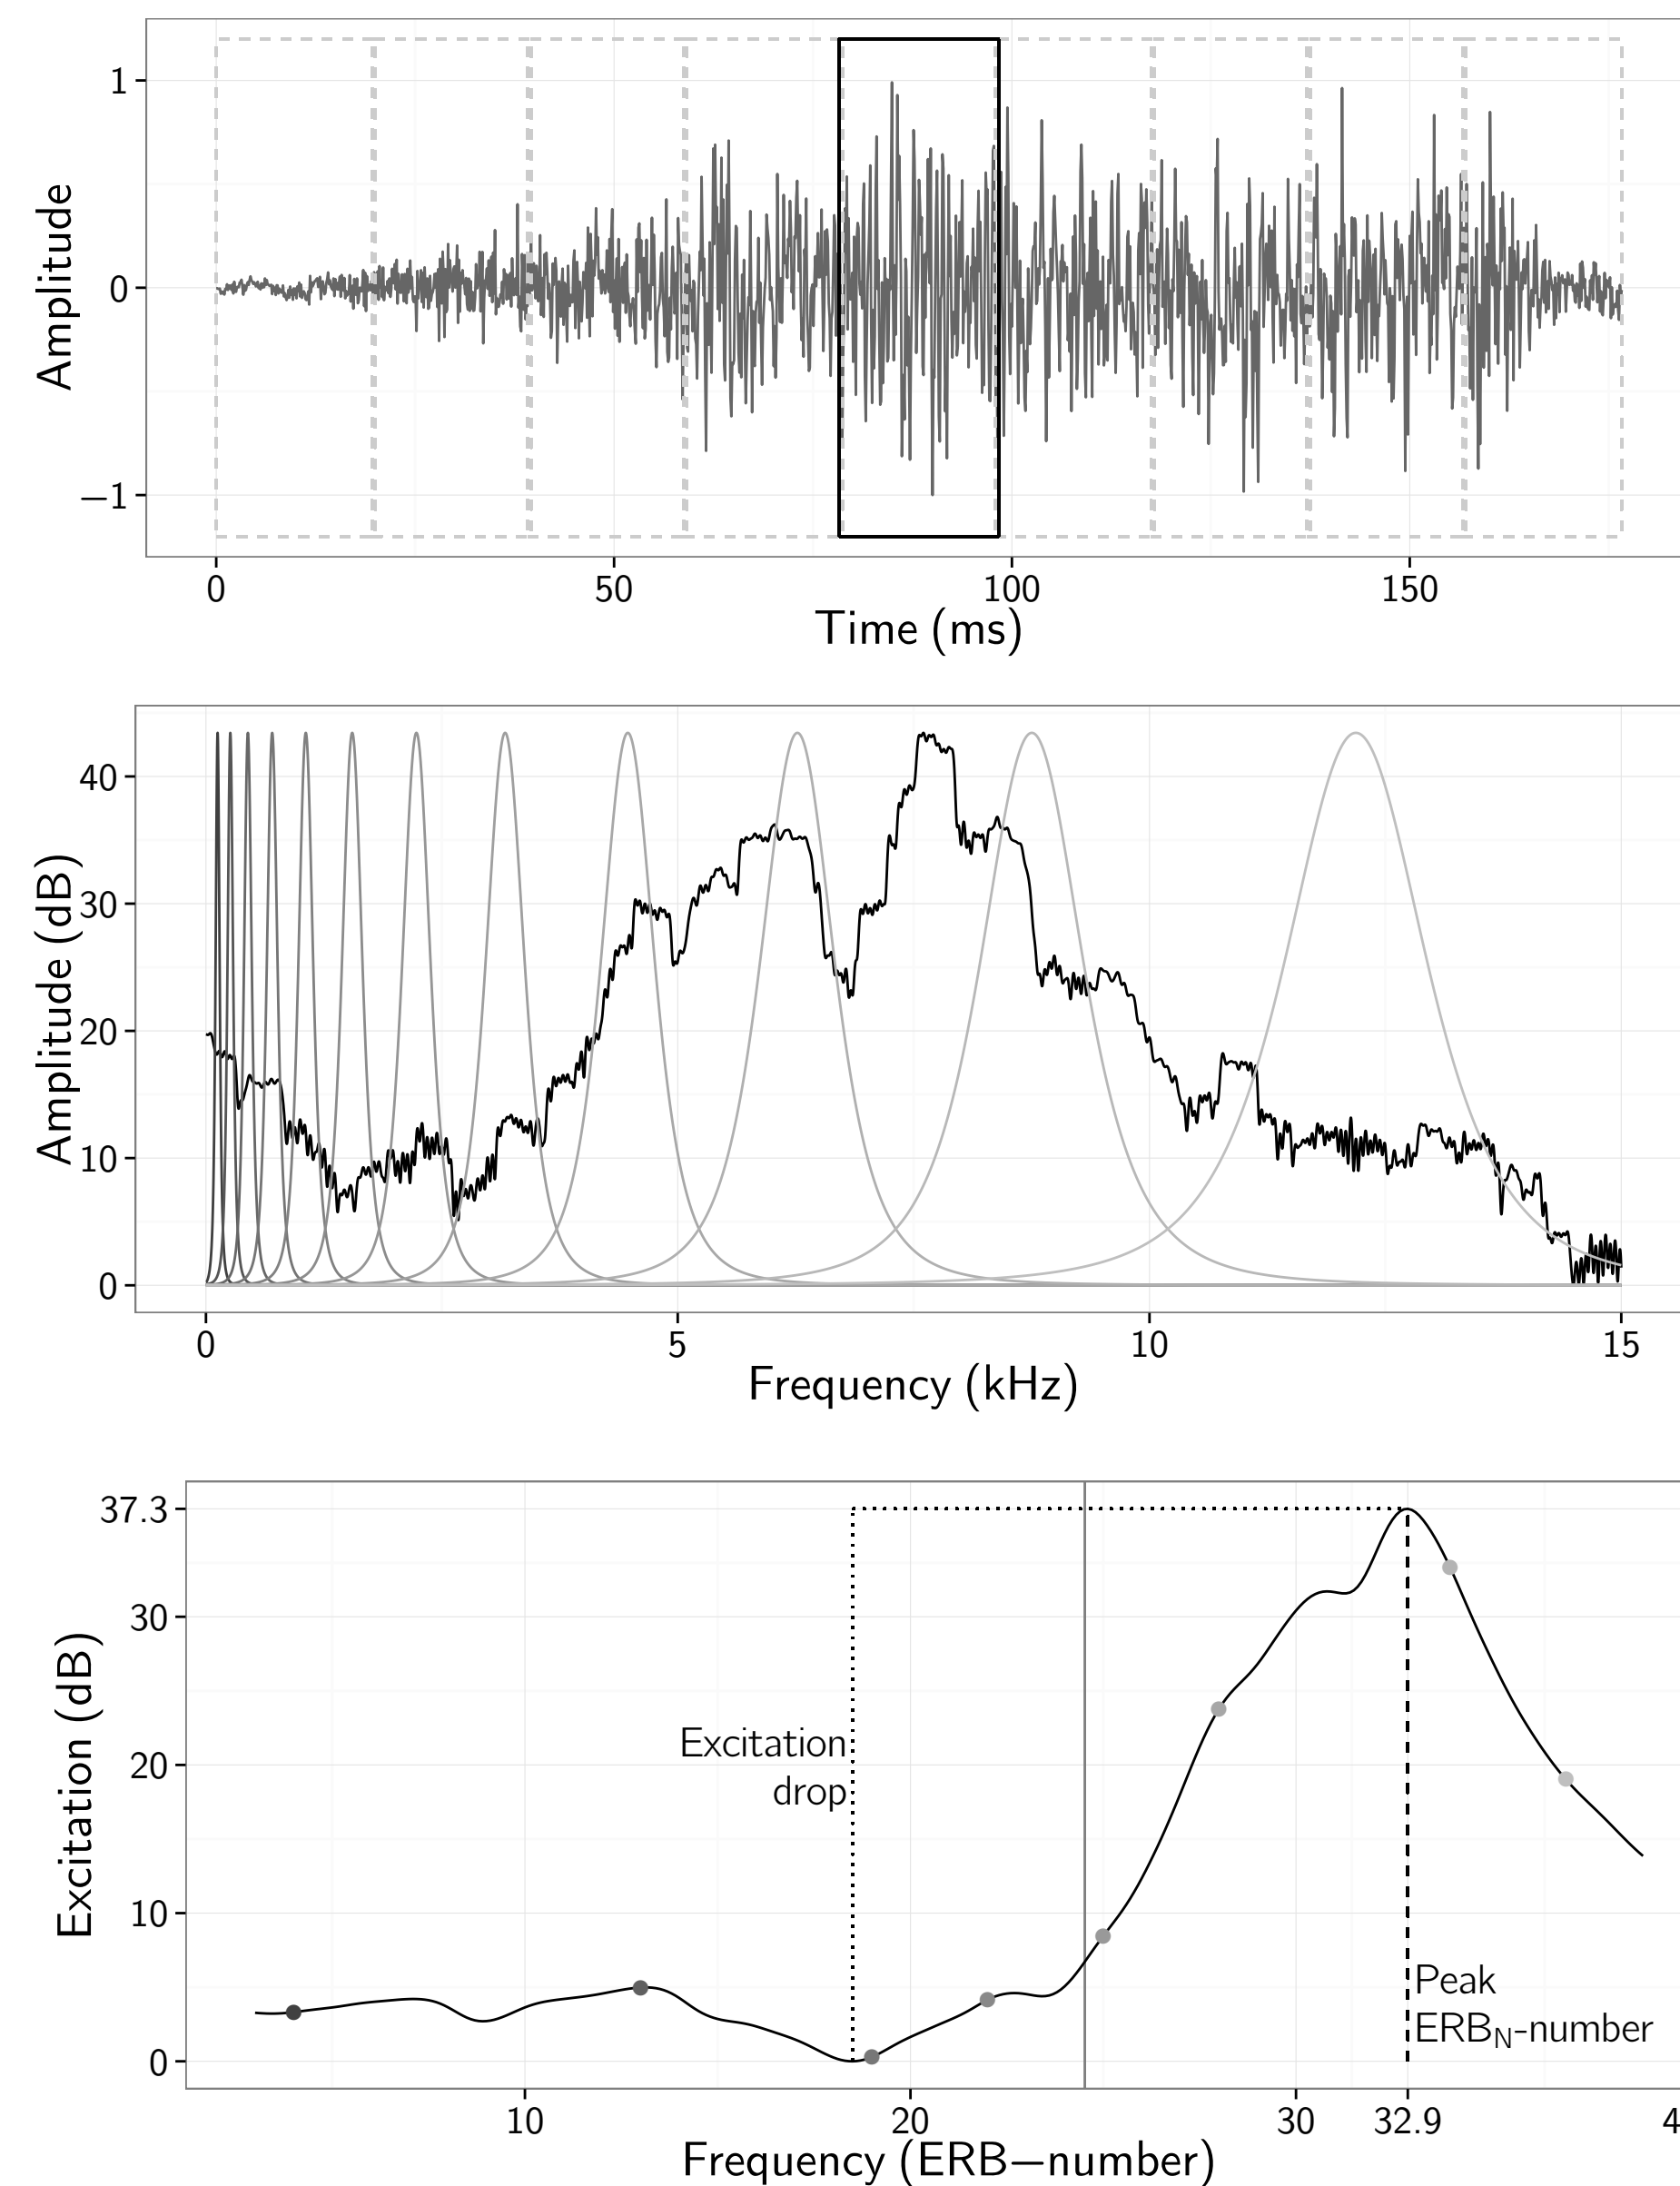 1
0
−1
Amplitude
0 50 100 150
Time (ms)
40
30
20
10
0
Amplitude (dB)
0 5 10 15
Frequency (kHz)
37.3
30
20
10
0
Excitation (dB)
Excitation
drop
Peak
ERBN-number
10 20 30 32.9 4
Frequency (ERB−number)